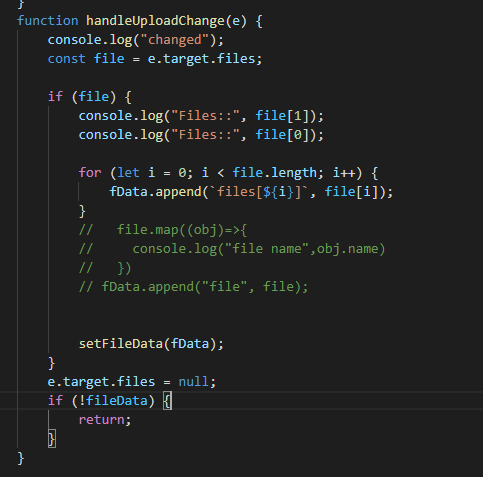 }
function handleUploadChange(e) {
    console.log("changed");
    const file = e.target.files;

    if (file) {
        console.log("Files::", file[1]);
        console.log("Files::", file[0]);

        for (let i = 0; i < file.length; i++) {
            fData.append(`files[${i}]`, file[i]);
        }
        //   file.map((obj)=>{
        //     console.log("file name",obj.name)
        //   })
        // fData.append("file", file);


        setFileData(fData);
    }
    e.target.files = null;
    if (!fileData) {
        return;
    }
}